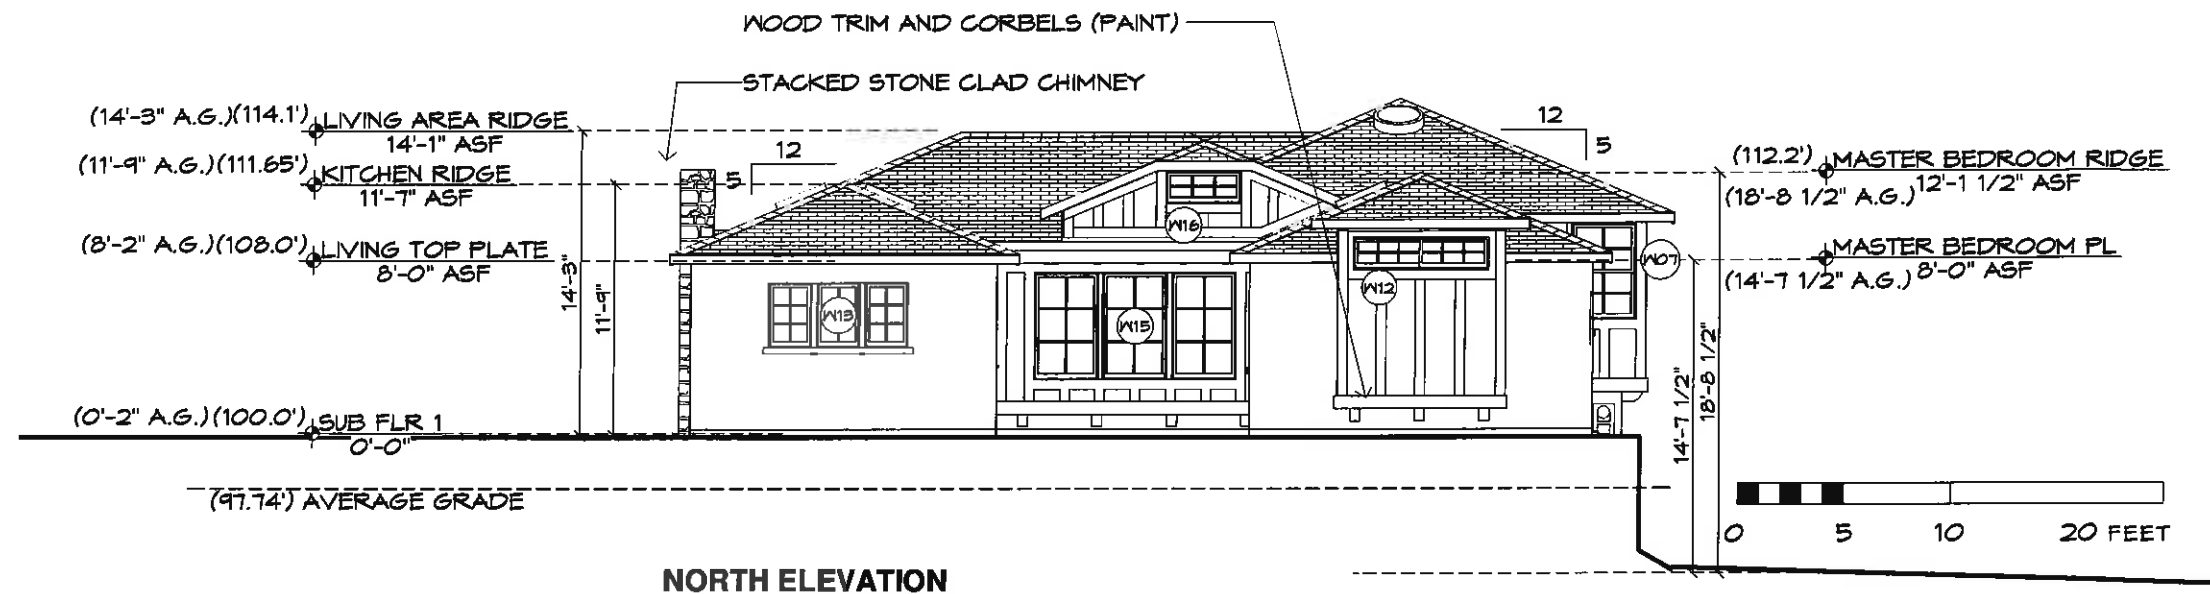 WOOD TRIM AND CORBELS (PAINT)
STACKED STONE CLAD CHIMNEY
(14'-3" A.G.)(114.1') LIVING AREA RIDGE
14'-1" ASF
(11'-9" A.G.)(111.65') KITCHEN RIDGE
11'-7" ASF
(8'-2" A.G.)(108.0') LIVING TOP PLATE
8'-0" ASF
(0'-2" A.G.)(100.0') SUB FLR 1
0'-0"
(97.74') AVERAGE GRADE
14'-3"
11'-9"
12
5
12
5
W16
W13
W15
W12
W07
(112.2') MASTER BEDROOM RIDGE
(18'-8 1/2" A.G.) 12'-1 1/2" ASF
MASTER BEDROOM PL
(14'-7 1/2" A.G.) 8'-0" ASF
14'-7 1/2"
18'-8 1/2"
0 5 10 20 FEET
NORTH ELEVATION